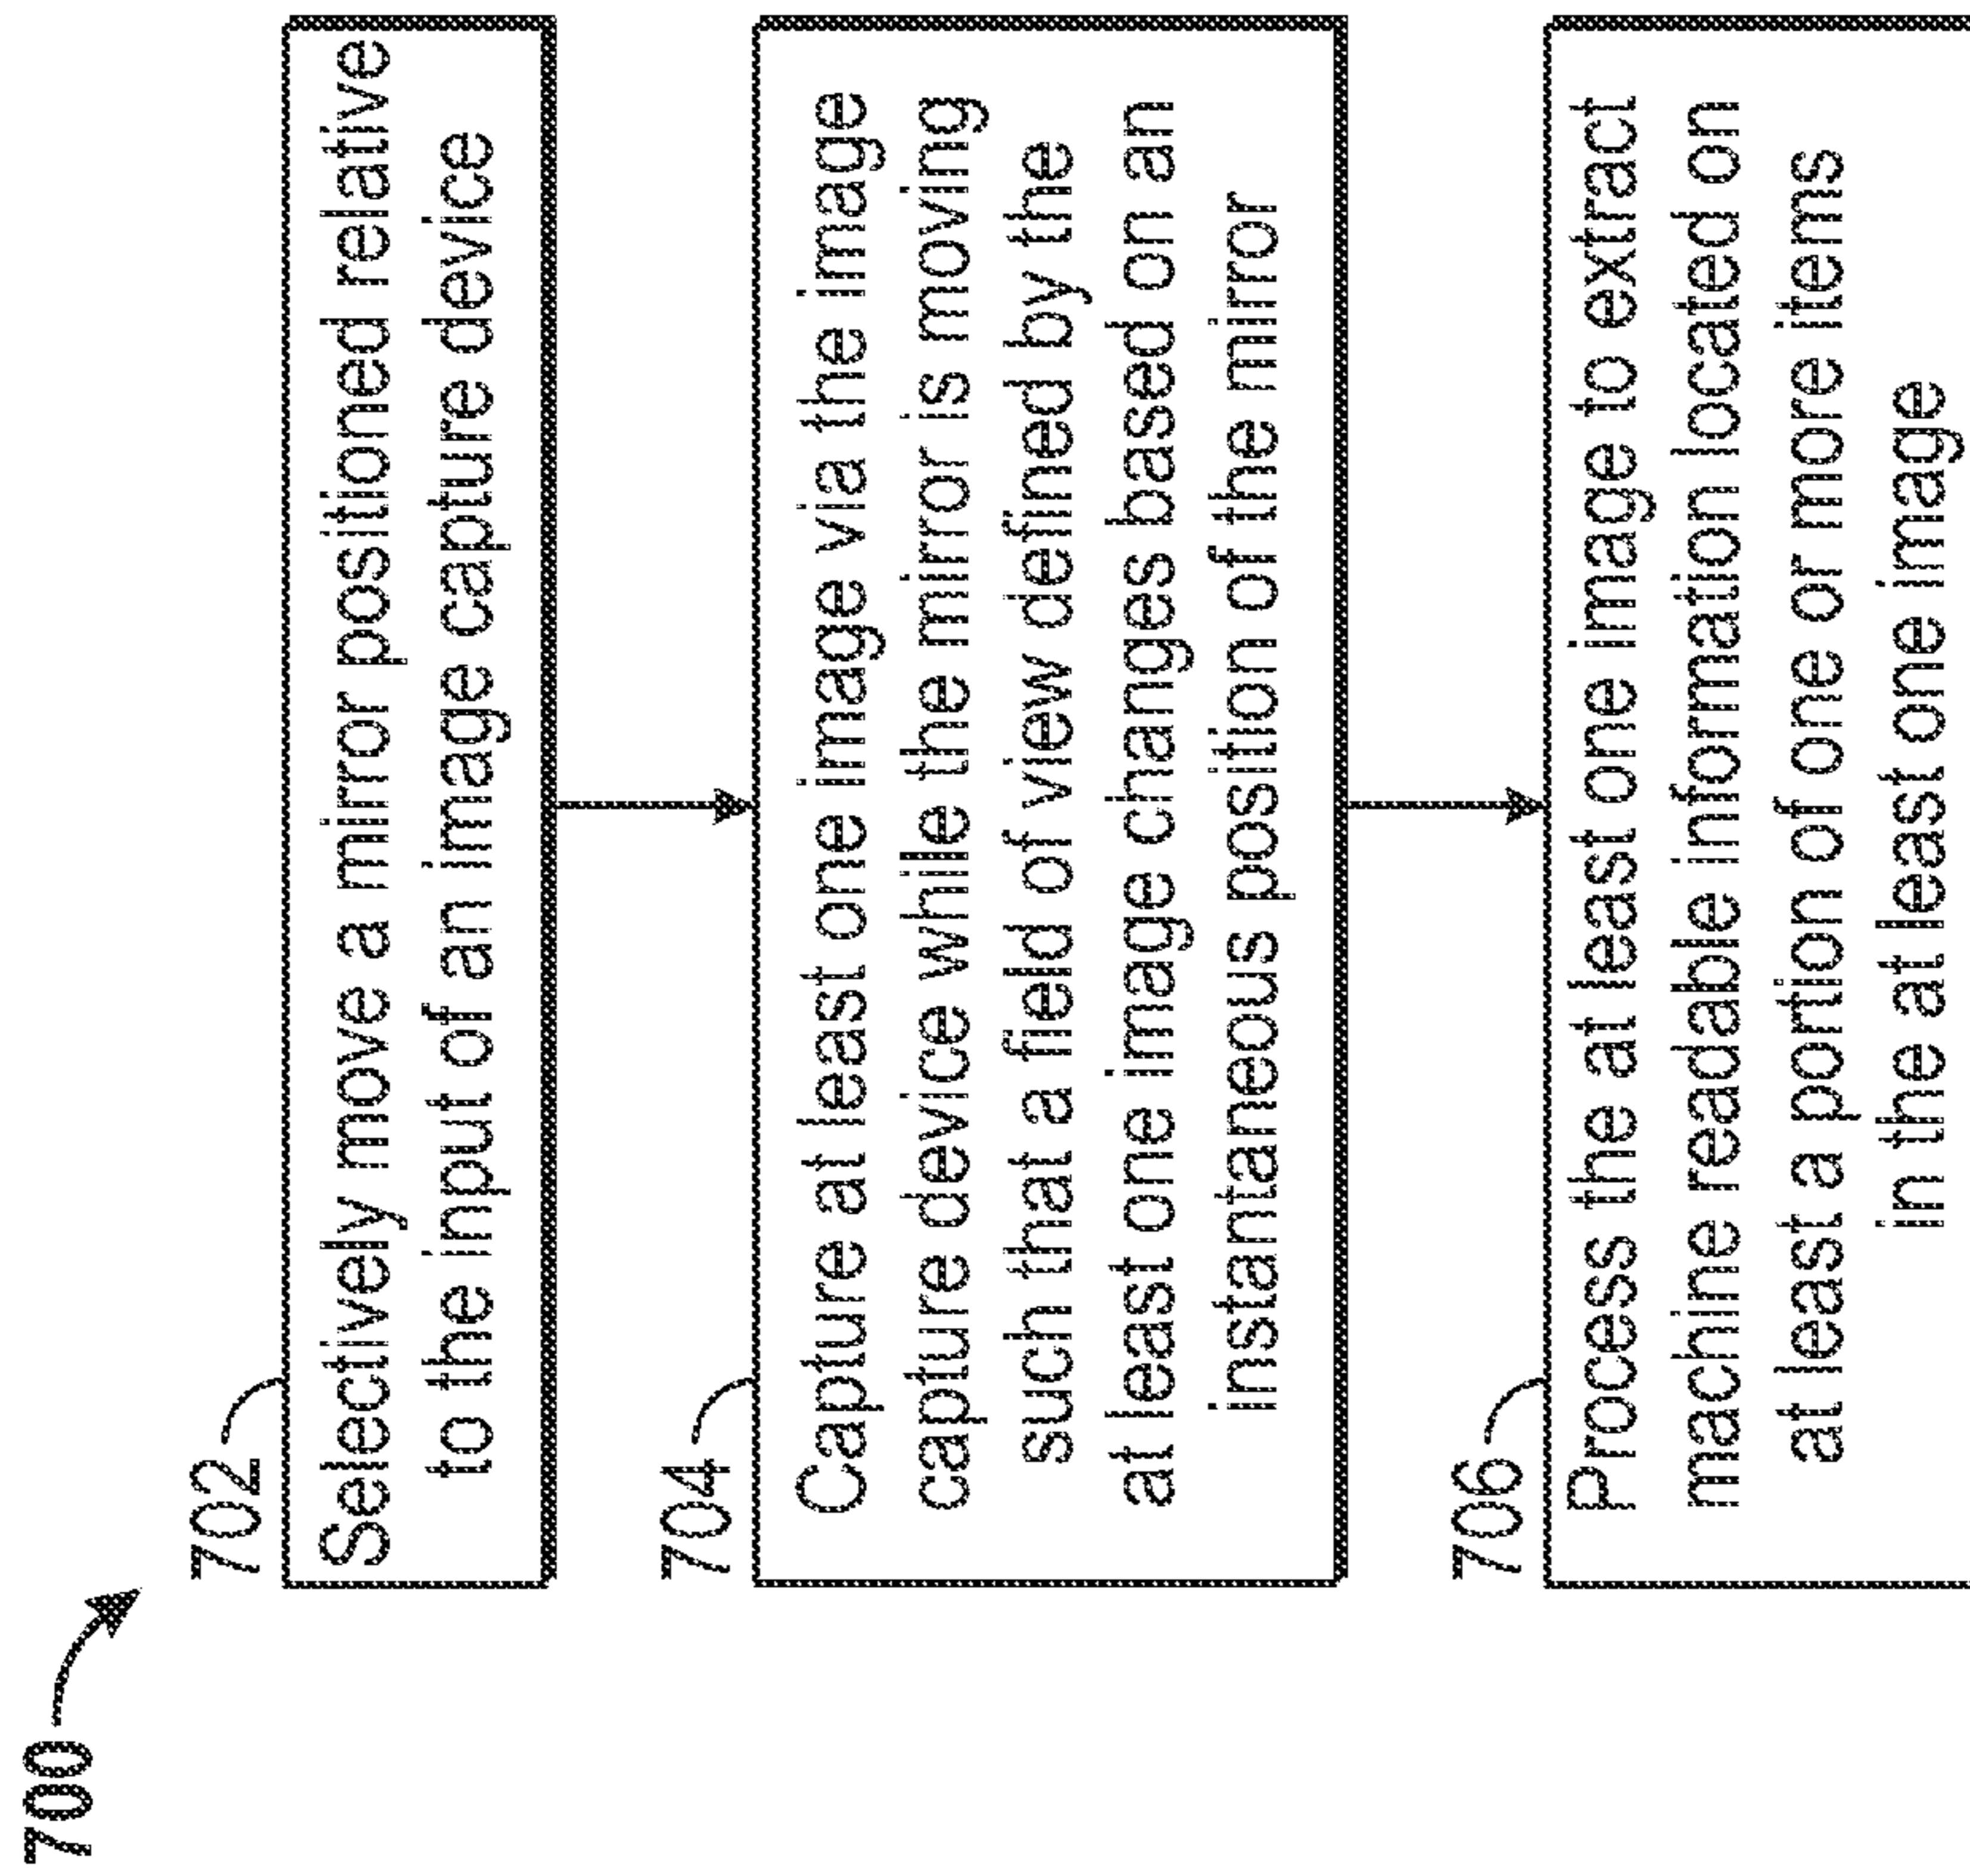 700
702
Selectively move a mirror positioned relative
to the input of an image capture device
704
Capture at least one image via the image
capture device while the mirror is moving
such that a field of view defined by the
at least one image changes based on an
instantaneous position of the mirror
706
Process the at least one image to extract
machine readable information located on
at least a portion of one or more items
in the at least one image